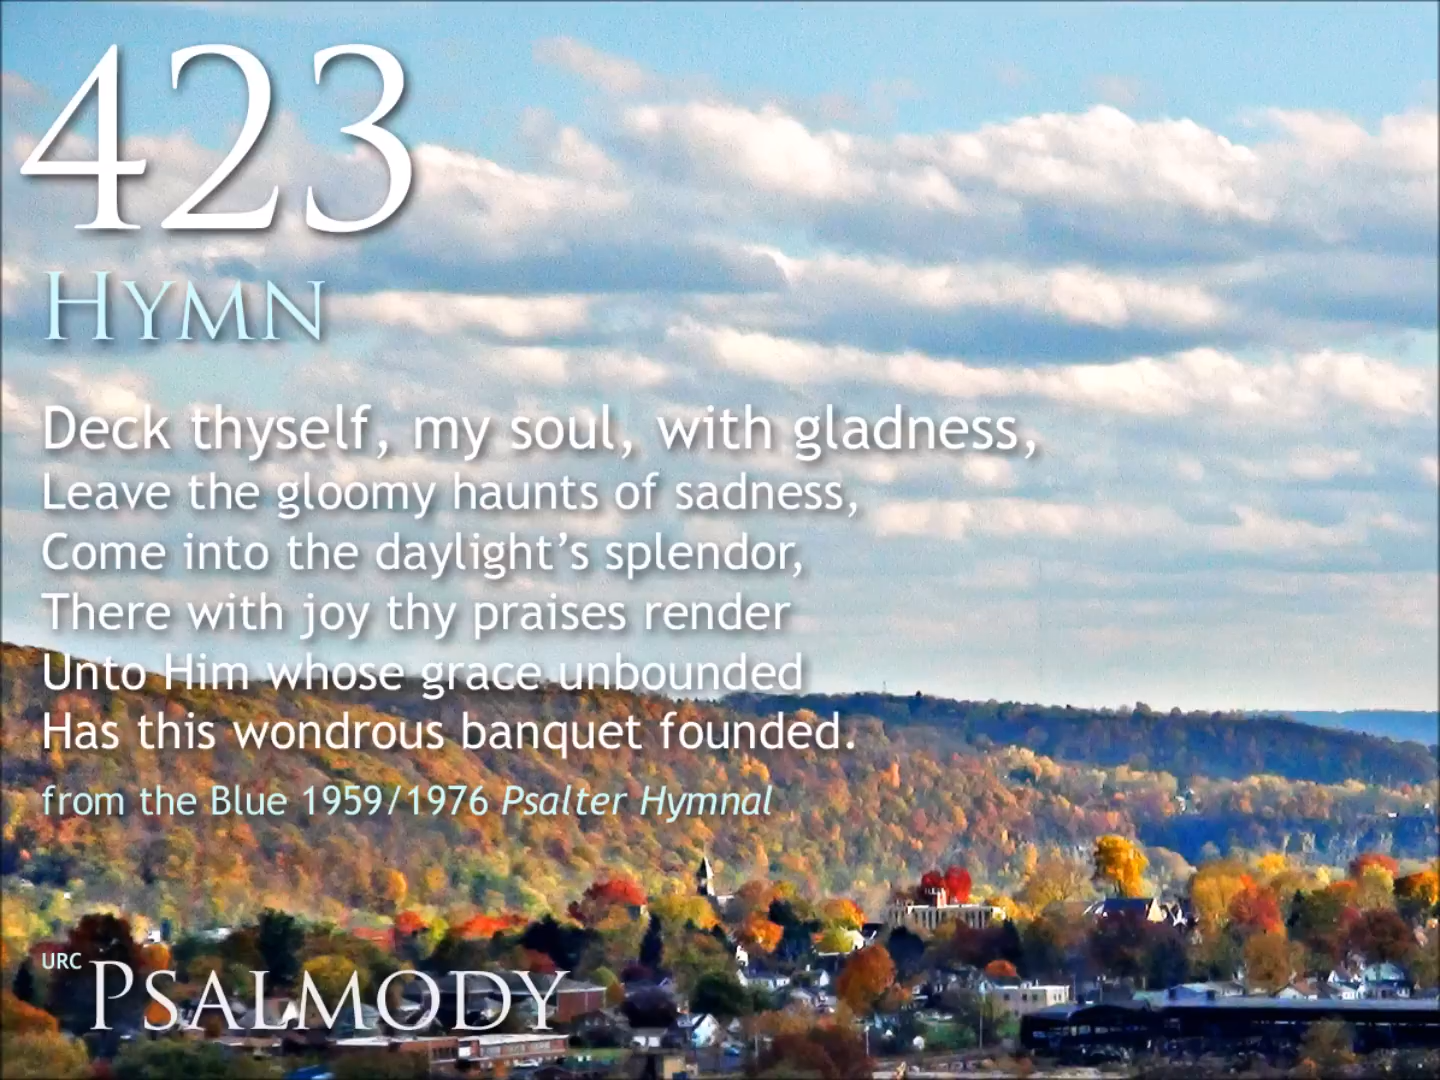 423
HYMN
Deck thyself, my soul, with gladness,
Leave the gloomy haunts of sadness,
Come into the daylight’s splendor,
There with joy thy praises render
Unto Him whose grace unbounded
Has this wondrous banquet founded.
from the Blue 1959/1976 Psalter Hymnal
URC PSALMODY